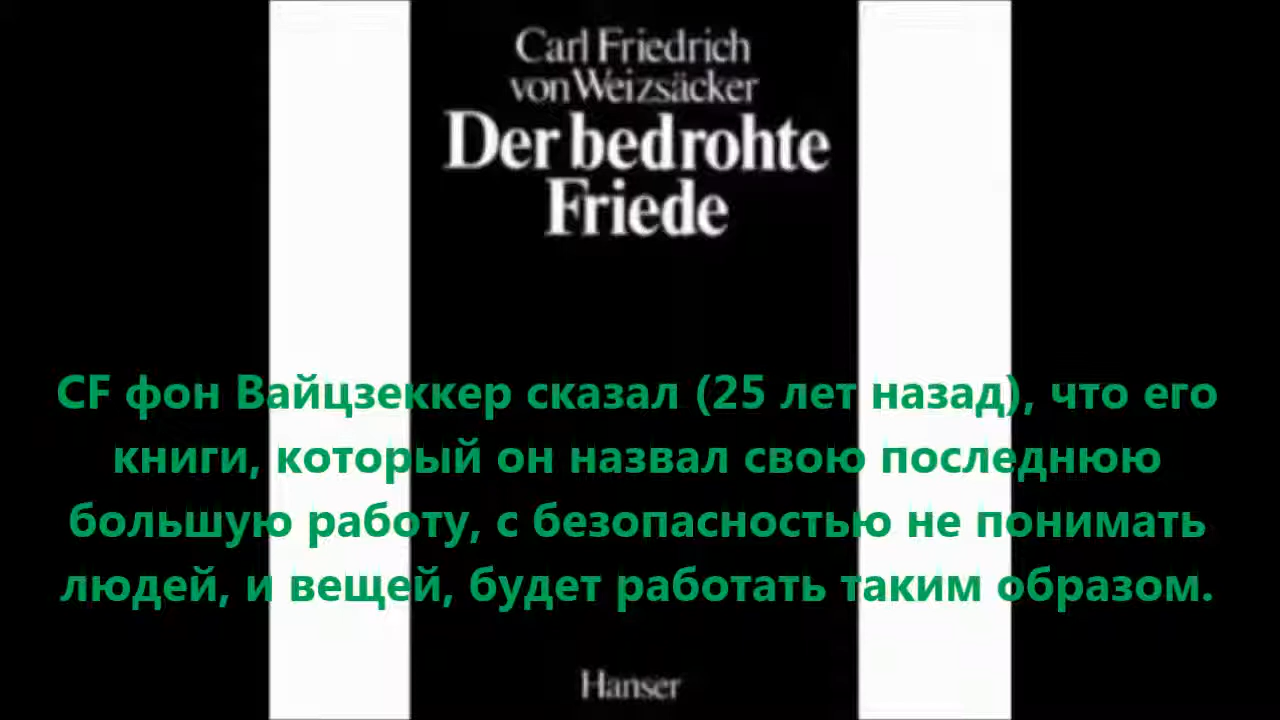 Carl Friedrich
von Weizsäcker
Der bedrohte
Friede
CF фон Вайцзеккер сказал (25 лет назад), что его
книги, который он назвал свою последнюю
большую работу, с безопасностью не понимать
людей, и вещей, будет работать таким образом.
Hanser